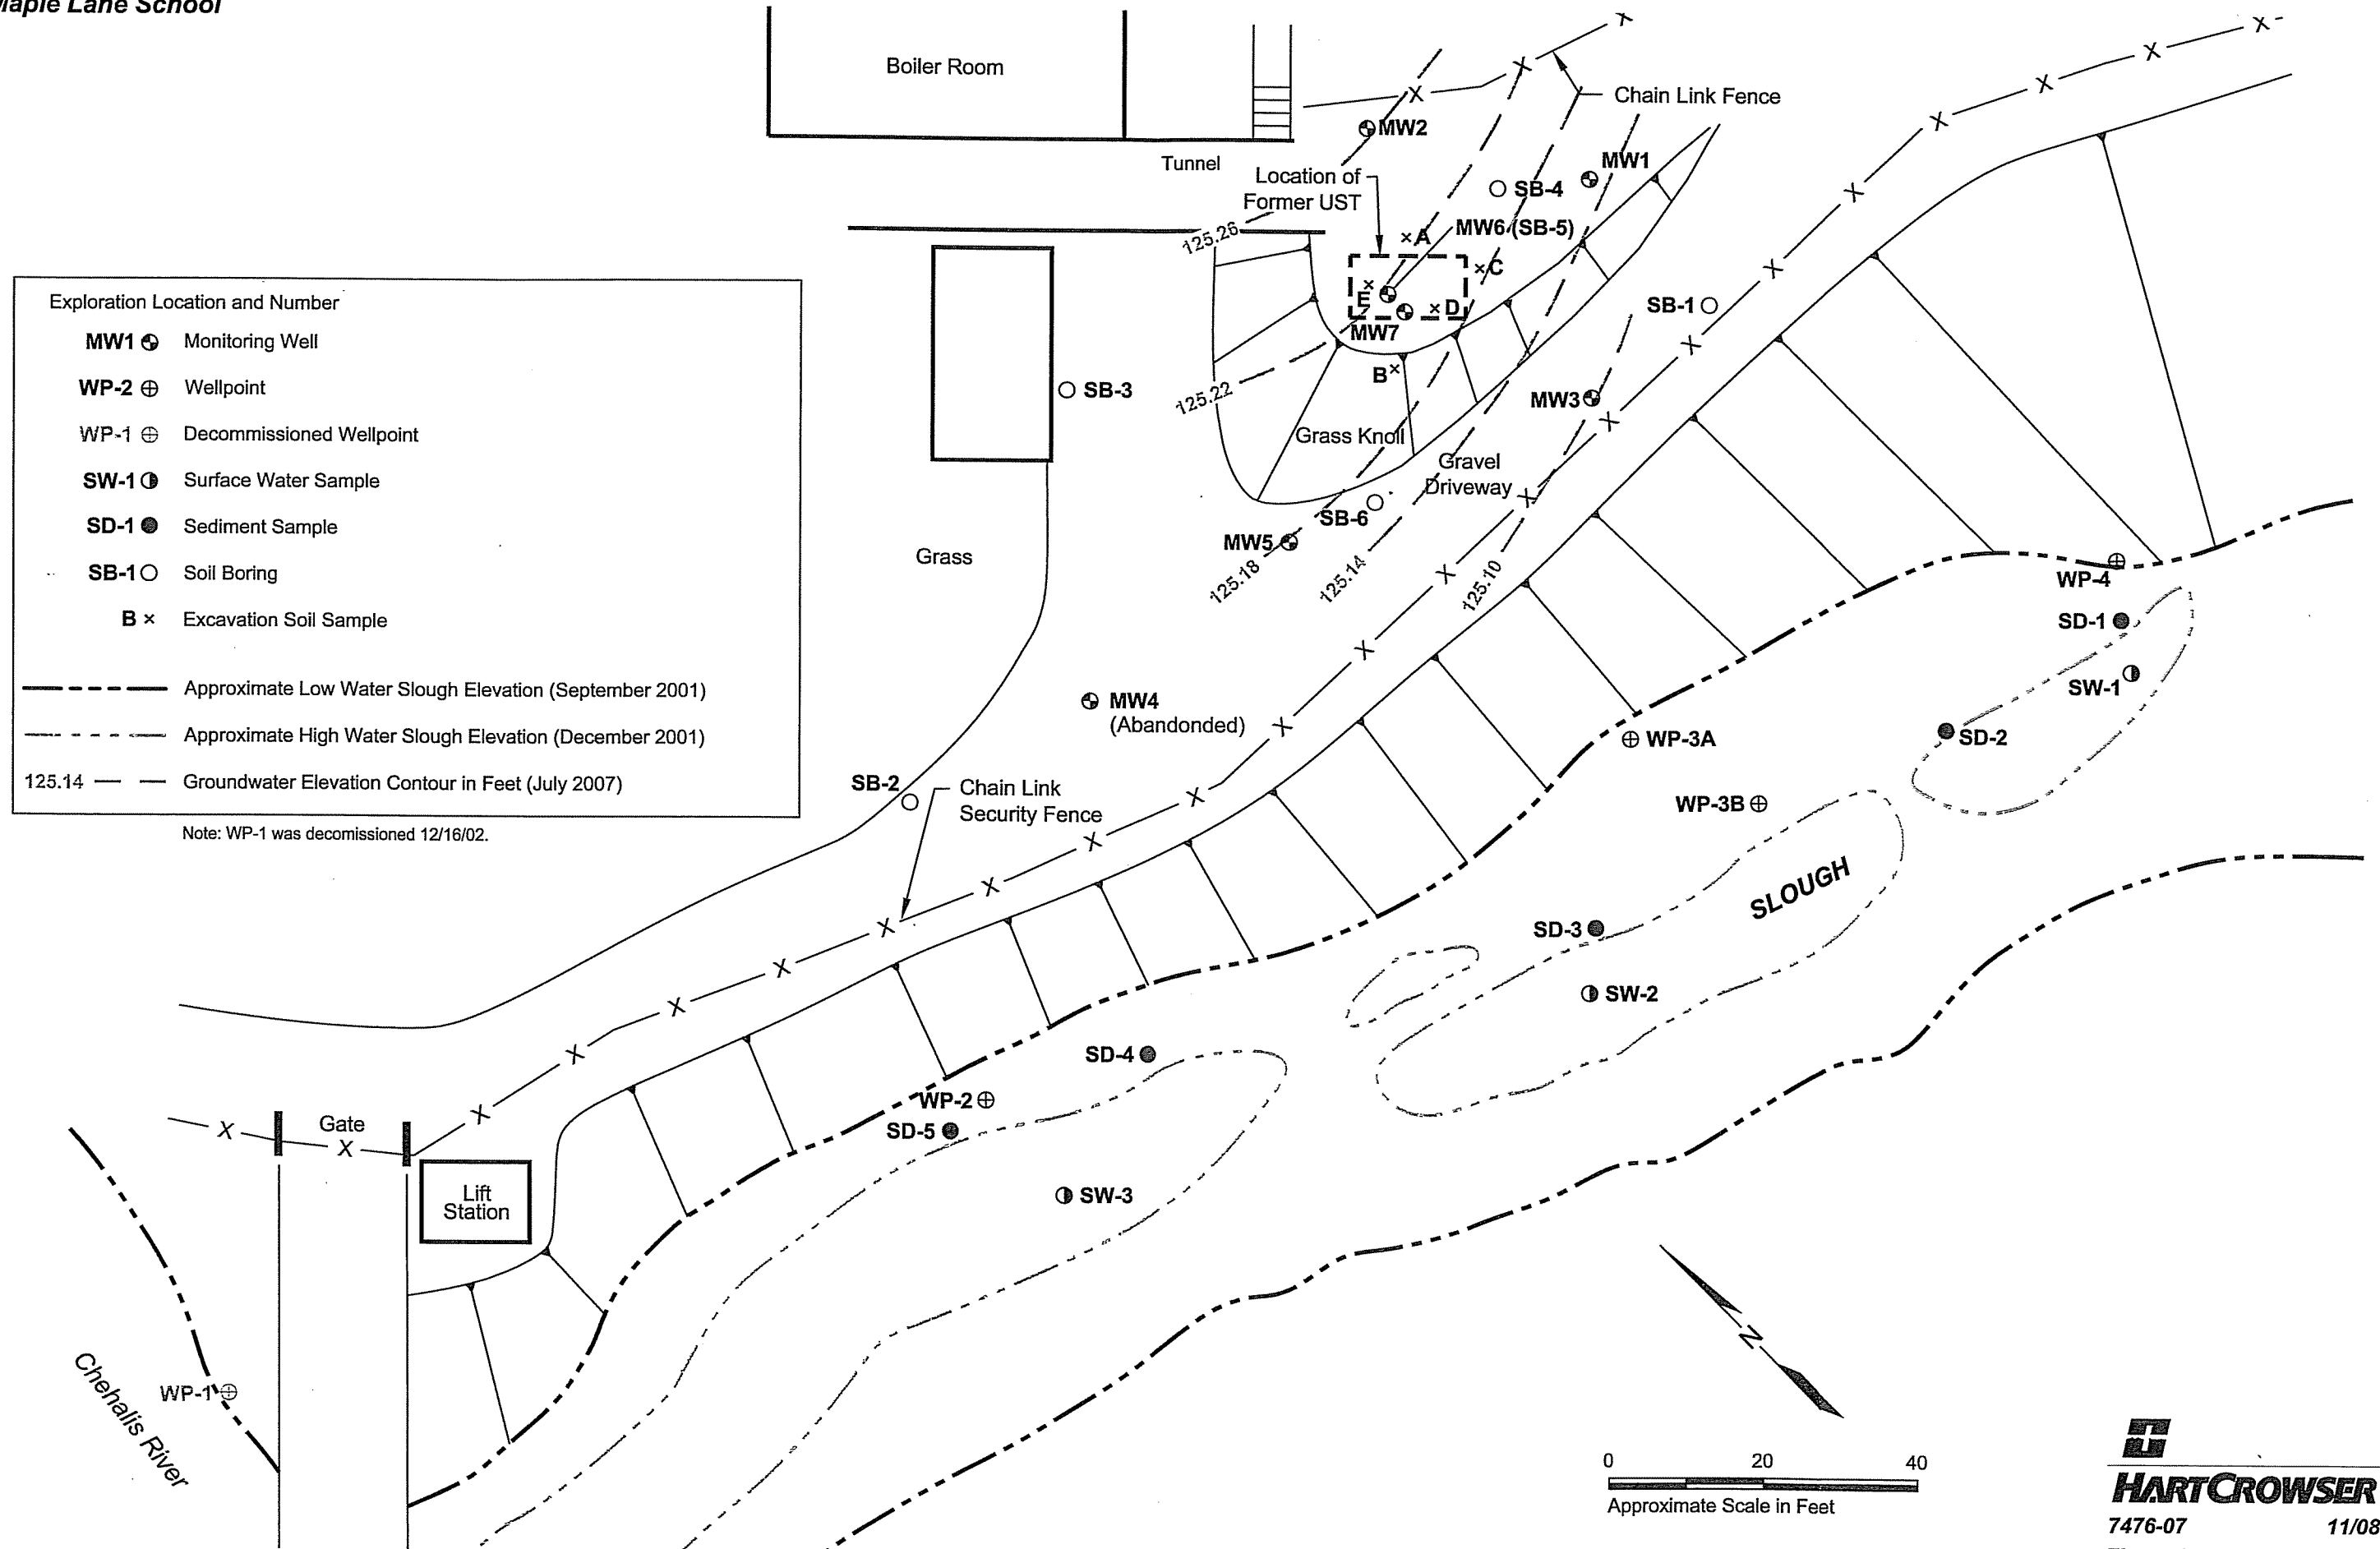 Maple Lane School
Boiler Room
Tunnel
Chain Link Fence
MW2
MW1
Location of
Former UST
SB-4
MW6 (SB-5)
125.26
A
C
E
D
MW7
SB-1
B
125.22
SB-3
MW3
Grass Knoll
Gravel
Driveway
SB-6
MW5
125.18
125.14
125.10
Grass
Exploration Location and Number
MW1 Monitoring Well
WP-2 Wellpoint
WP-1 Decommissioned Wellpoint
SW-1 Surface Water Sample
SD-1 Sediment Sample
SB-1 Soil Boring
B × Excavation Soil Sample
Approximate Low Water Slough Elevation (September 2001)
Approximate High Water Slough Elevation (December 2001)
125.14 Groundwater Elevation Contour in Feet (July 2007)
Note: WP-1 was decomissioned 12/16/02.
MW4
(Abandonded)
SB-2
Chain Link
Security Fence
WP-4
SD-1
SW-1
SD-2
WP-3A
WP-3B
SLOUGH
SD-3
SW-2
SD-4
WP-2
SD-5
SW-3
Gate
Lift
Station
WP-1
Chehalis River
N
0 20 40
Approximate Scale in Feet
HARTCROWSER
7476-07 11/08